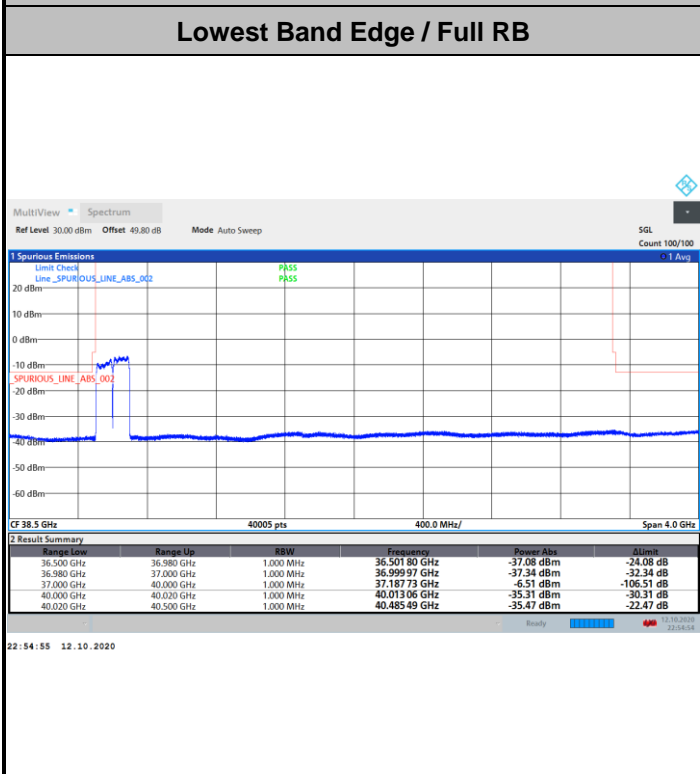 Lowest Band Edge / Full RB
MultiView Spectrum
Ref Level 30.00 dBm Offset 49.80 dB Mode Auto Sweep SGL
Count 100/100
1 Spurious Emissions 1 Avg
Limit Check PASS
Line _SPURIOUS_LINE_ABS_002 PASS
20 dBm
10 dBm
0 dBm
-10 dBm
_SPURIOUS_LINE_ABS_002
-20 dBm
-30 dBm
-40 dBm
-50 dBm
-60 dBm
CF 38.5 GHz 40005 pts 400.0 MHz/ Span 4.0 GHz
2 Result Summary
Range Low Range Up RBW Frequency Power Abs ΔLimit
36.500 GHz 36.980 GHz 1.000 MHz 36.501 80 GHz -37.08 dBm -24.08 dB
36.980 GHz 37.000 GHz 1.000 MHz 36.999 97 GHz -37.34 dBm -32.34 dB
37.000 GHz 40.000 GHz 1.000 MHz 37.187 73 GHz -6.51 dBm -106.51 dB
40.000 GHz 40.020 GHz 1.000 MHz 40.013 06 GHz -35.31 dBm -30.31 dB
40.020 GHz 40.500 GHz 1.000 MHz 40.485 49 GHz -35.47 dBm -22.47 dB
Ready 12.10.2020
22:54:54
22:54:55 12.10.2020